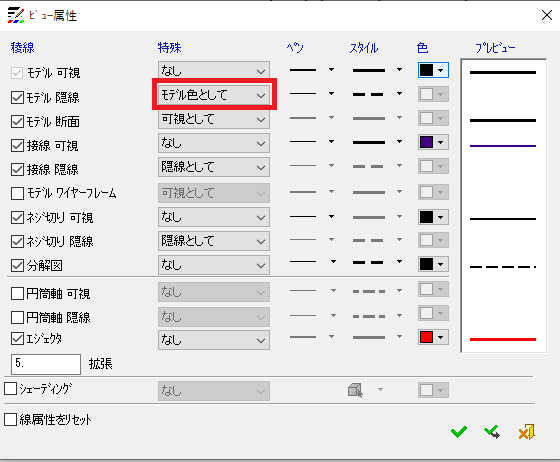 ビュー属性
稜線 特殊 ペン スタイル 色 プレビュー
モデル 可視 なし
モデル 隠線 モデル色として
モデル 断面 可視として
接線 可視 なし
接線 隠線 隠線として
モデル ワイヤーフレーム 可視として
ネジ切り 可視 なし
ネジ切り 隠線 隠線として
分解図 なし
円筒軸 可視 なし
円筒軸 隠線 なし
エジェクタ なし
5. 拡張
シェーディング なし
線属性をリセット